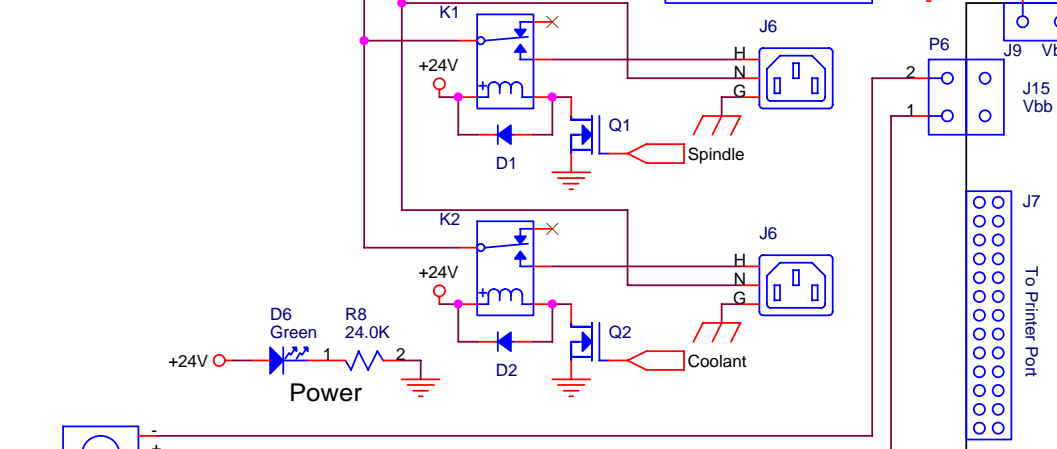 K1
J6
+24V
H
N
G
+
Q1
D1
Spindle
P6
2
1
J9
J15
Vbb
K2
J6
+24V
H
N
G
+
Q2
D2
Coolant
J7
To Printer Port
D6
Green
R8
24.0K
+24V
1
2
Power
-
+